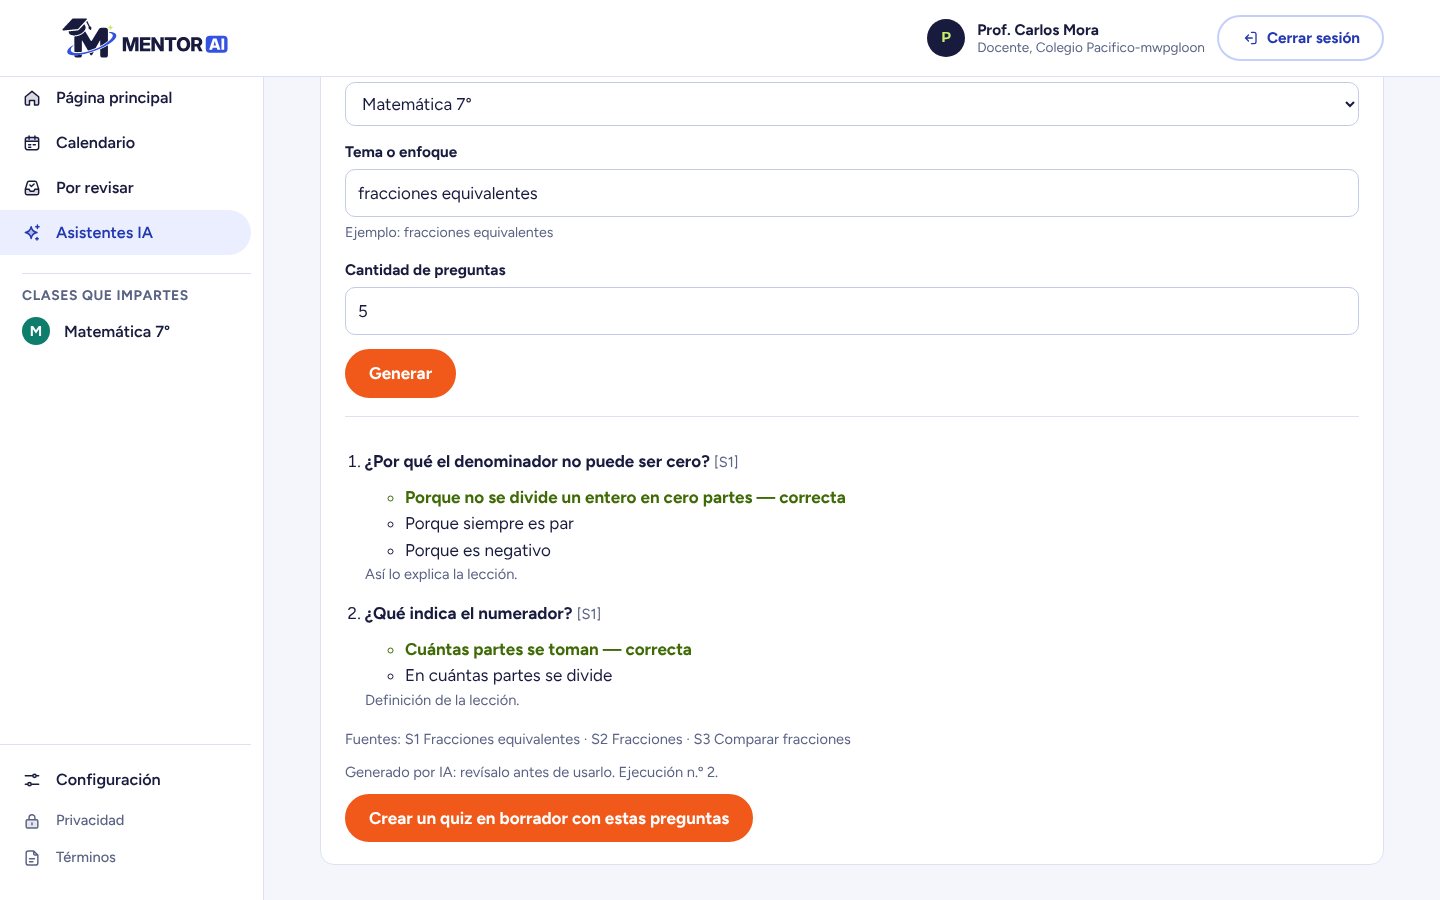 MENTOR AI
Prof. Carlos Mora
Docente, Colegio Pacifico-mwpgloon
P
Cerrar sesión
Página principal
Calendario
Por revisar
Asistentes IA
CLASES QUE IMPARTES
M Matemática 7°
Configuración
Privacidad
Términos
Matemática 7°
Tema o enfoque
fracciones equivalentes
Ejemplo: fracciones equivalentes
Cantidad de preguntas
5
Generar
1. ¿Por qué el denominador no puede ser cero? [S1]
Porque no se divide un entero en cero partes — correcta
Porque siempre es par
Porque es negativo
Así lo explica la lección.
2. ¿Qué indica el numerador? [S1]
Cuántas partes se toman — correcta
En cuántas partes se divide
Definición de la lección.
Fuentes: S1 Fracciones equivalentes · S2 Fracciones · S3 Comparar fracciones
Generado por IA: revísalo antes de usarlo. Ejecución n.º 2.
Crear un quiz en borrador con estas preguntas